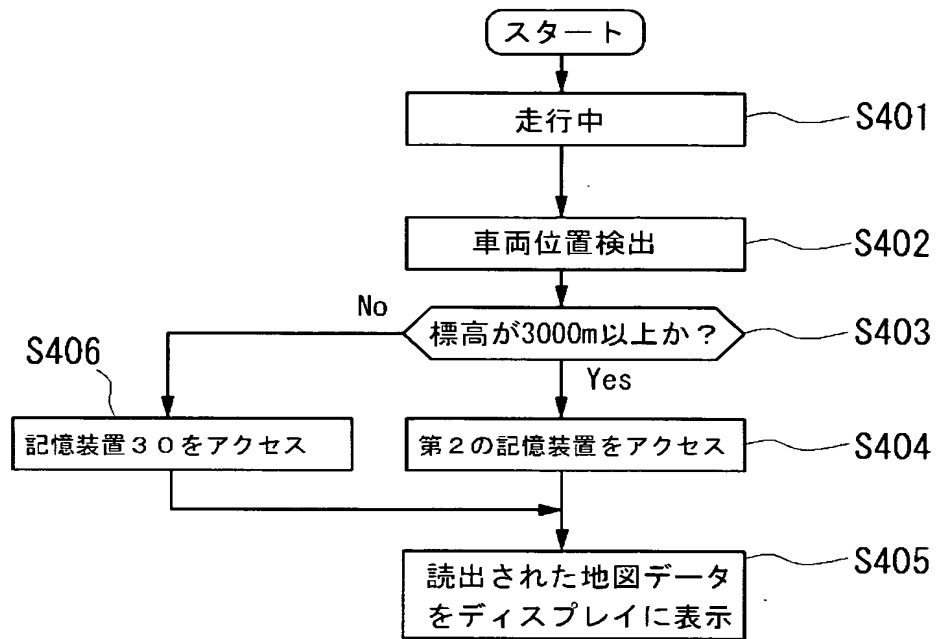 スタート
走行中
S401
車両位置検出
S402
No
標高が3000m以上か？
S403
S406
Yes
記憶装置３０をアクセス
第２の記憶装置をアクセス
S404
読出された地図データ
をディスプレイに表示
S405